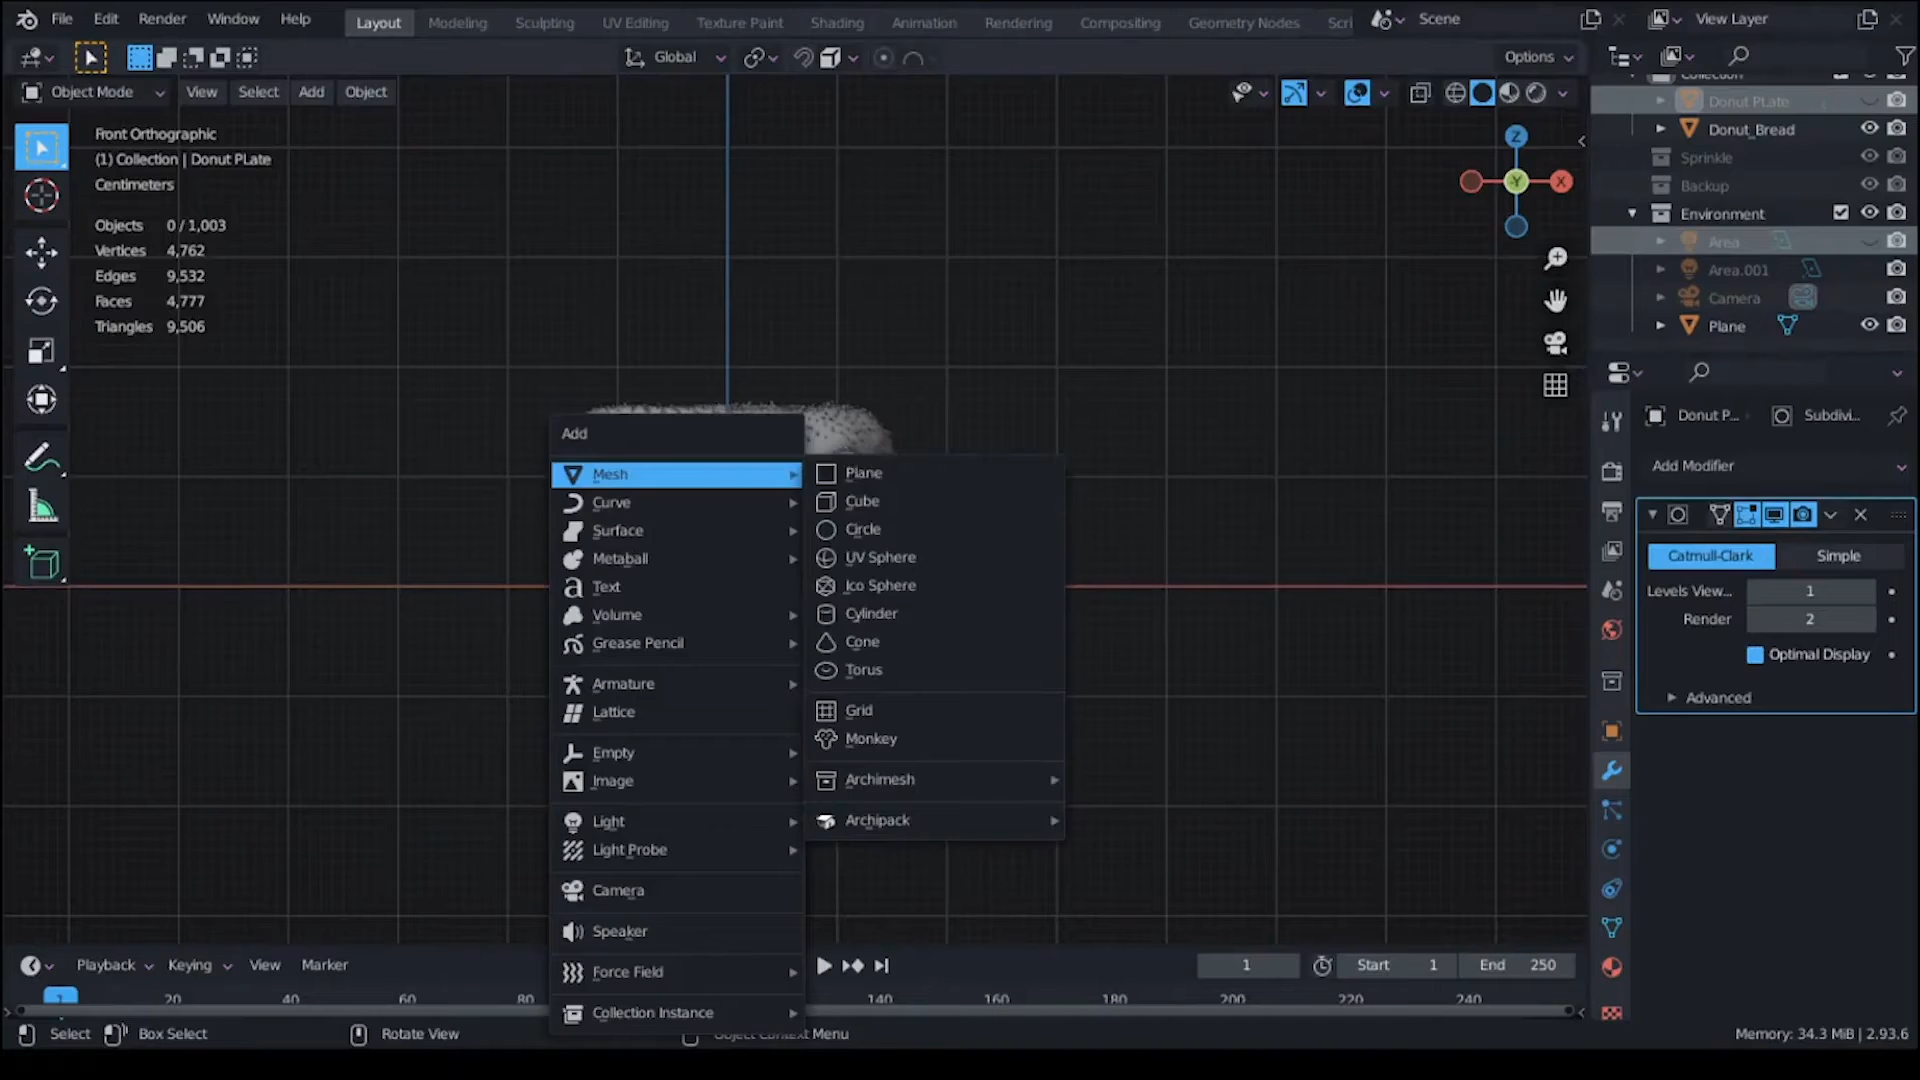 File Edit Render Window Help Layout Modeling Sculpting UV Editing Texture Paint Shading Animation Rendering Compositing Geometry Nodes Scri Scene View Layer
Global Options
Object Mode View Select Add Object
Collection
Donut PLate
Donut_Bread
Sprinkle
Backup
Environment
Area
Area.001
Camera
Plane
Front Orthographic
(1) Collection | Donut PLate
Centimeters
Objects 0 / 1,003
Vertices 4,762
Edges 9,532
Faces 4,777
Triangles 9,506
Z
Y
X
Add
Mesh
Curve
Surface
Metaball
Text
Volume
Grease Pencil
Armature
Lattice
Empty
Image
Light
Light Probe
Camera
Speaker
Force Field
Collection Instance
Plane
Cube
Circle
UV Sphere
Ico Sphere
Cylinder
Cone
Torus
Grid
Monkey
Archimesh
Archipack
Donut P... Subdivi...
Add Modifier
Catmull-Clark Simple
Levels View... 1
Render 2
Optimal Display
Advanced
Playback Keying View Marker 1 Start 1 End 250
1 20 40 60 80 140 160 180 200 220 240
Select Box Select Rotate View Object Context Menu Memory: 34.3 MiB | 2.93.6